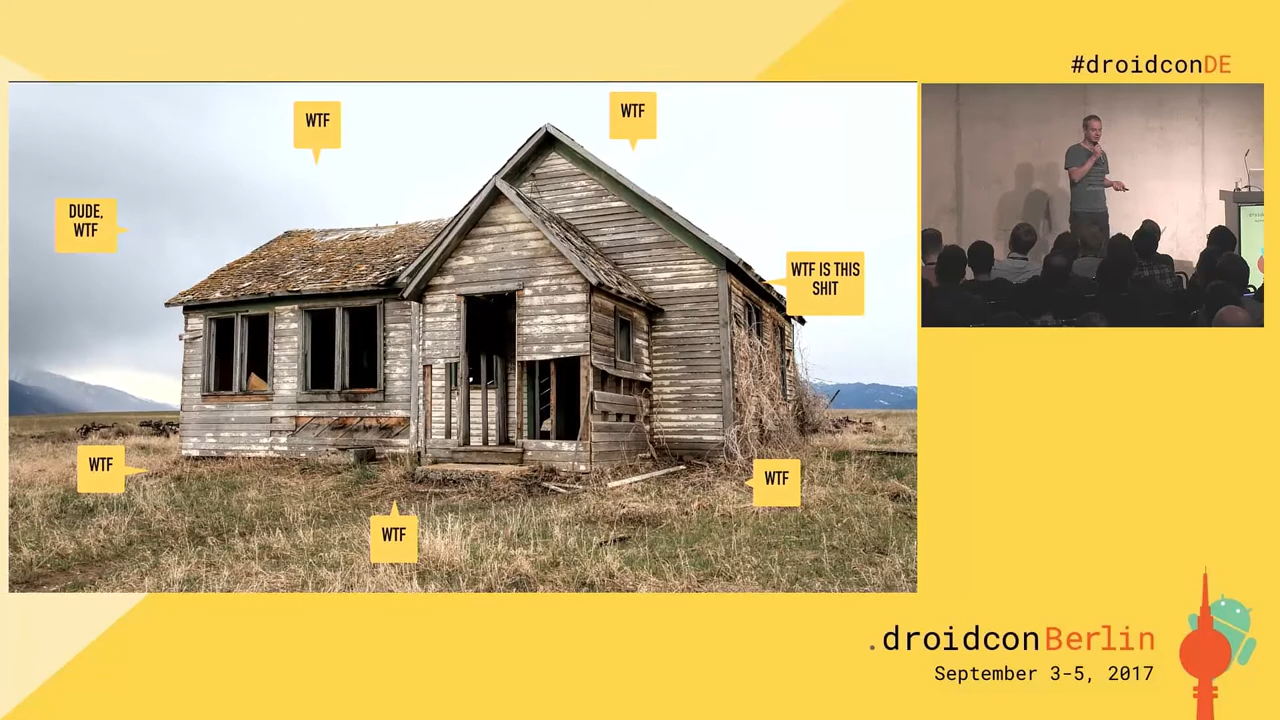 #droidconDE
WTF
WTF
DUDE,
WTF
WTF IS THIS
SHIT
WTF
WTF
WTF
.droidconBerlin
September 3-5, 2017